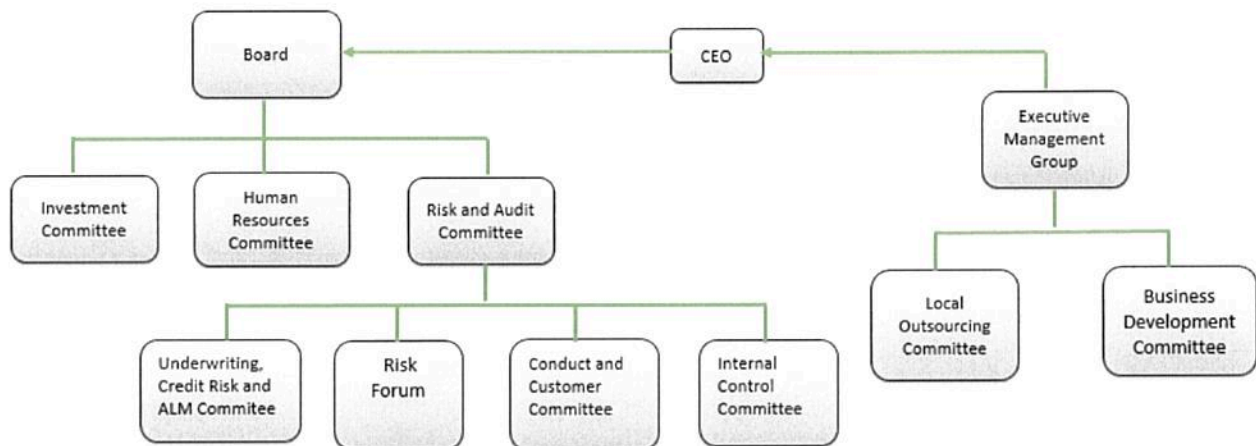 Board
CEO
Executive
Management
Group
Investment
Committee
Human
Resources
Committee
Risk and Audit
Committee
Local
Outsourcing
Committee
Business
Development
Committee
Underwriting,
Credit Risk and
ALM Commitee
Risk
Forum
Conduct and
Customer
Committee
Internal
Control
Committee